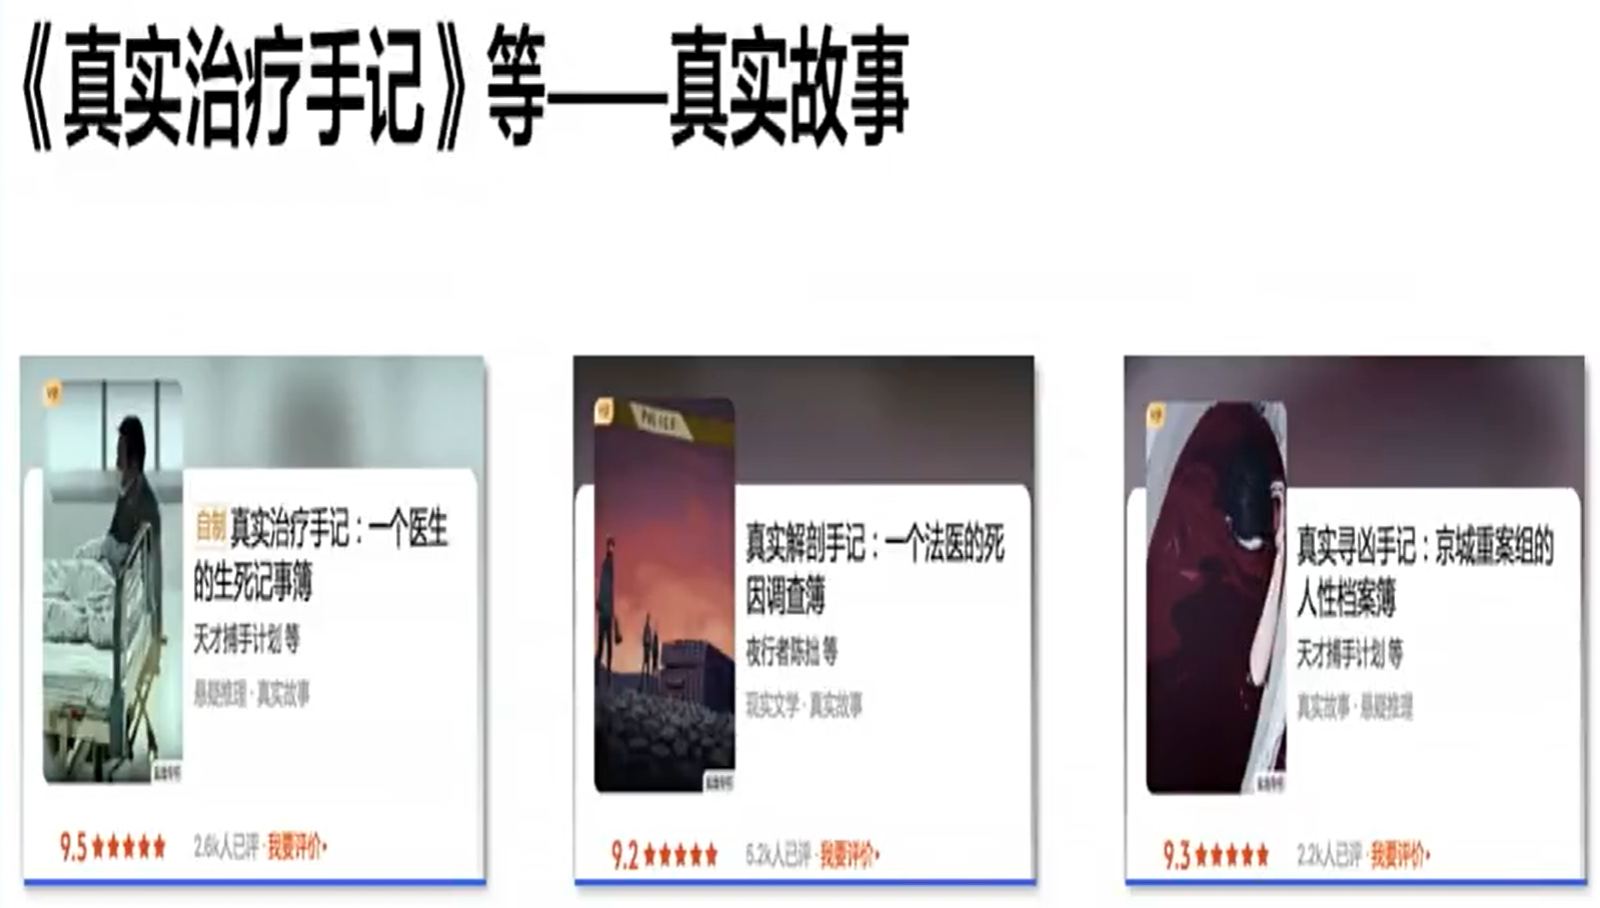 《真实治疗手记》等——真实故事
自制 真实治疗手记：一个医生
的生死记事簿
天才捕手计划 等
悬疑推理 · 真实故事
9.5
2.6k人已评 · 我要评价
POLICE
真实解剖手记：一个法医的死
因调查簿
夜行者陈拙 等
现实文学 · 真实故事
9.2
5.2k人已评 · 我要评价
真实寻凶手记：京城重案组的
人性档案簿
天才捕手计划 等
真实故事 · 悬疑推理
9.3
2.2k人已评 · 我要评价